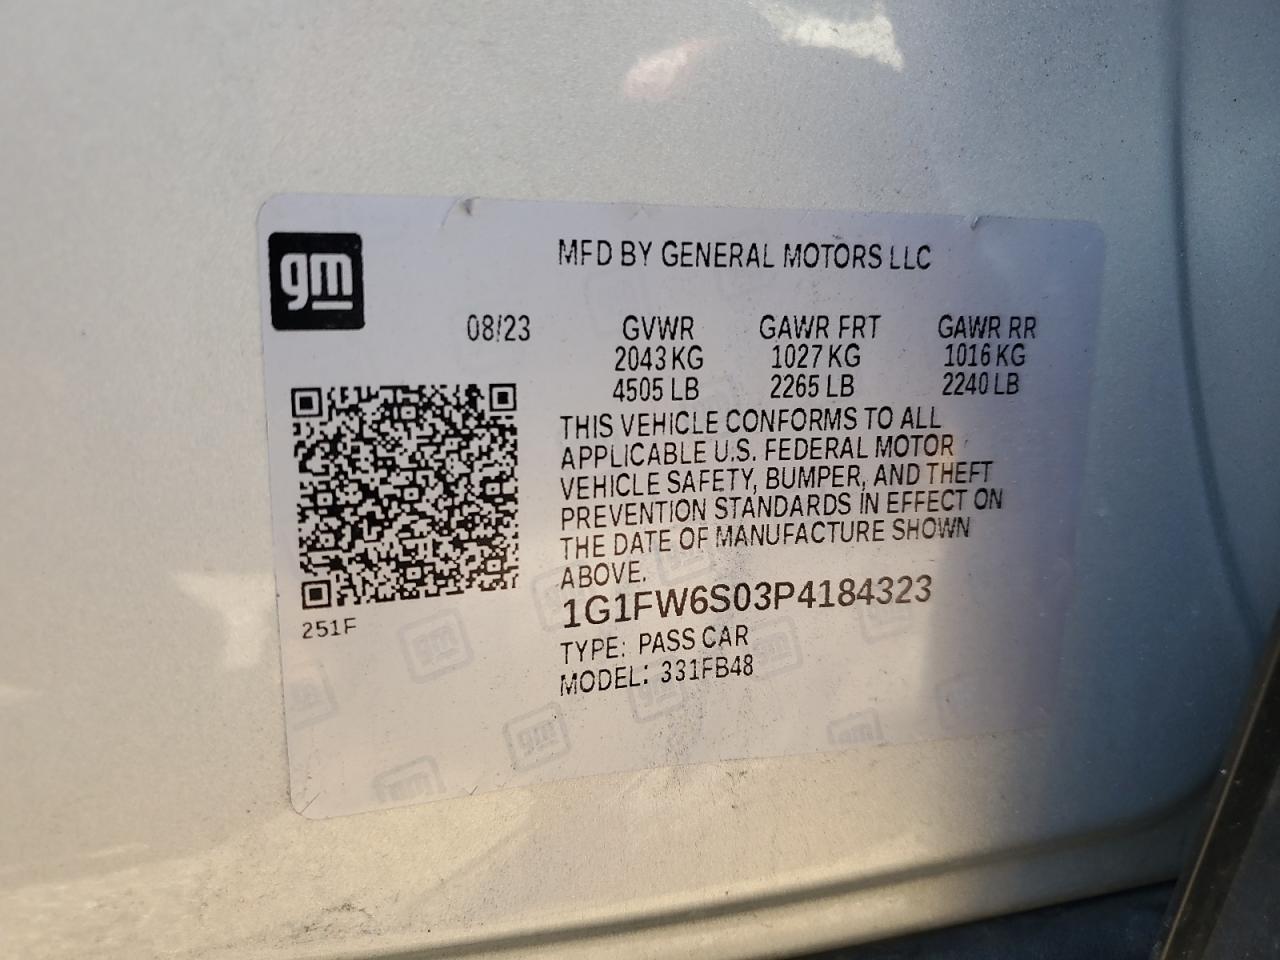 gm
MFD BY GENERAL MOTORS LLC
08/23 GVWR GAWR FRT GAWR RR
2043 KG 1027 KG 1016 KG
4505 LB 2265 LB 2240 LB
THIS VEHICLE CONFORMS TO ALL
APPLICABLE U.S. FEDERAL MOTOR
VEHICLE SAFETY, BUMPER, AND THEFT
PREVENTION STANDARDS IN EFFECT ON
THE DATE OF MANUFACTURE SHOWN
ABOVE.
1G1FW6S03P4184323
251F
TYPE: PASS CAR
MODEL: 331FB48